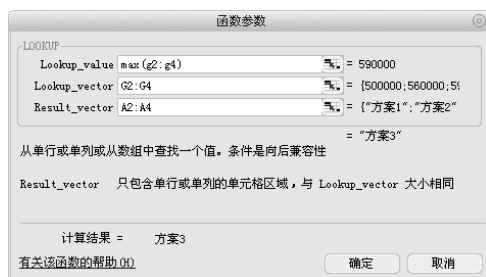 函数参数
LOOKUP
Lookup_value max(g2:g4) = 590000
Lookup_vector G2:G4 = {500000;560000;59
Result_vector A2:A4 = {"方案1";"方案2"
= "方案3"
从单行或单列或从数组中查找一个值。条件是向后兼容性
Result_vector 只包含单行或单列的单元格区域,与 Lookup_vector 大小相同
计算结果 = 方案3
有关该函数的帮助(H)
确定 取消